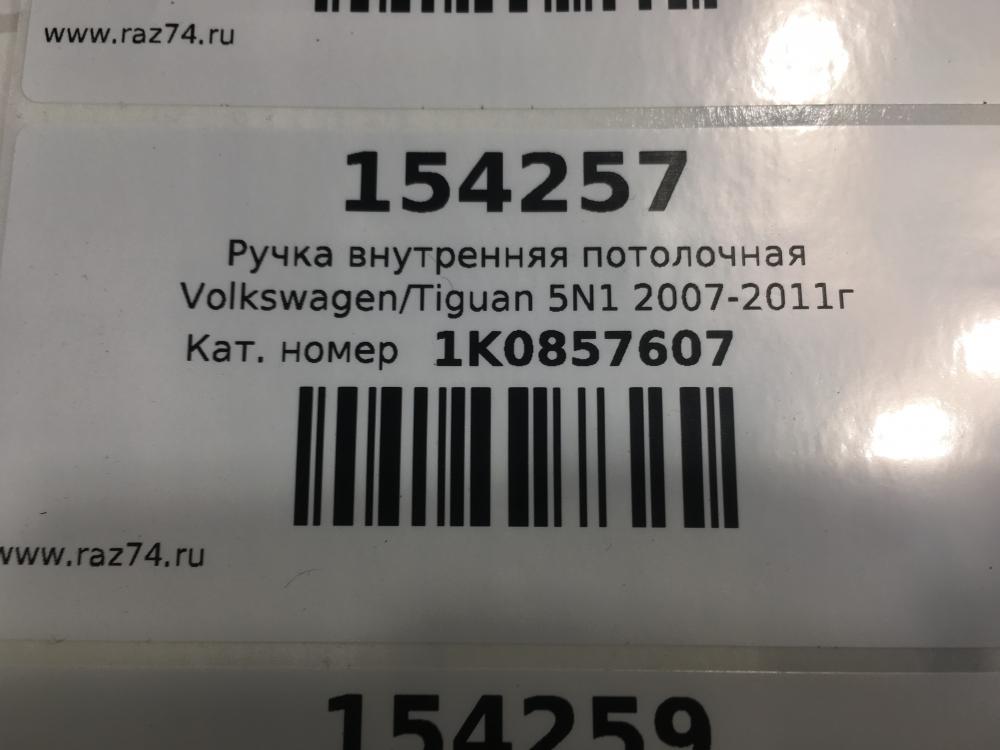 www.raz74.ru
154257
Ручка внутренняя потолочная
Volkswagen/Tiguan 5N1 2007-2011г
Кат. номер 1K0857607
www.raz74.ru
154259